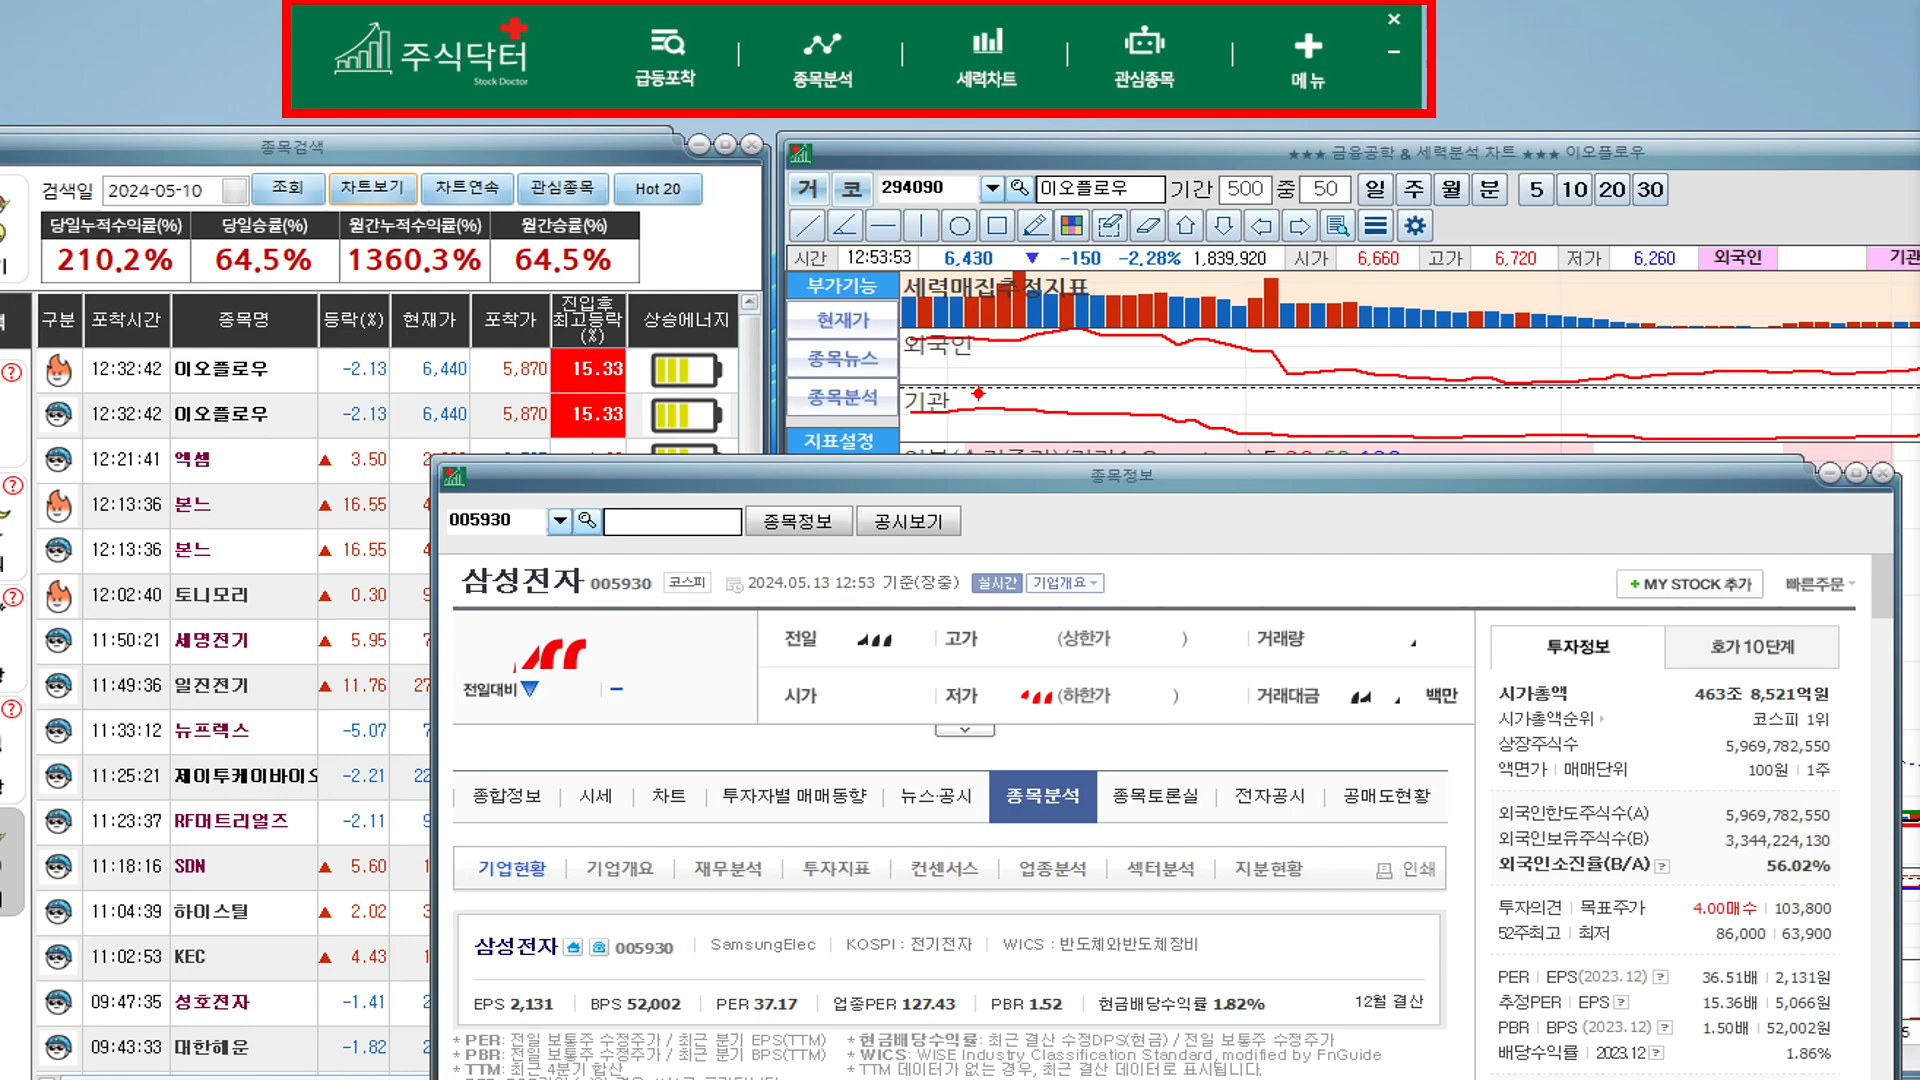 주식닥터
Stock Doctor
급등포착
종목분석
세력차트
관심종목
메뉴
종목검색
검색일 2024-05-10 조회 차트보기 차트연속 관심종목 Hot 20
당일누적수익률(%) 당일승률(%) 월간누적수익률(%) 월간승률(%)
210.2% 64.5% 1360.3% 64.5%
구분 포착시간 종목명 등락(%) 현재가 포착가 진입후 최고등락 (%) 상승에너지
12:32:42 이오플로우 -2.13 6,440 5,870 15.33
12:32:42 이오플로우 -2.13 6,440 5,870 15.33
12:21:41 엑셈 ▲ 3.50
12:13:36 본느 ▲ 16.55
12:13:36 본느 ▲ 16.55
12:02:40 토니모리 ▲ 0.30
11:50:21 세명전기 ▲ 5.95
11:49:36 일진전기 ▲ 11.76
11:33:12 뉴프렉스 -5.07
11:25:21 제이투케이바이오 -2.21
11:23:37 RF머트리얼즈 -2.11
11:18:16 SDN ▲ 5.60
11:04:39 하이스틸 ▲ 2.02
11:02:53 KEC ▲ 4.43
09:47:35 성호전자 -1.41
09:43:33 대한해운 -1.82
★★★ 금융공학 & 세력분석 차트 ★★★ 이오플로우
거 코 294090 이오플로우 기간 500 중 50 일 주 월 분 5 10 20 30
시간 12:53:53 6,430 ▼ -150 -2.28% 1,839,920 시가 6,660 고가 6,720 저가 6,260 외국인 기관
부가기능
현재가
종목뉴스
종목분석
지표설정
세력매집추정지표
외국인
기관
종목정보
005930 종목정보 공시보기
삼성전자 005930 코스피 2024.05.13 12:53 기준(장중) 실시간 기업개요
+ MY STOCK 추가 빠른주문
전일대비 ▼
전일 고가 (상한가 ) 거래량
시가 저가 (하한가 ) 거래대금 백만
종합정보 시세 차트 투자자별 매매동향 뉴스·공시 종목분석 종목토론실 전자공시 공매도현황
기업현황 기업개요 재무분석 투자지표 컨센서스 업종분석 섹터분석 지분현황 인쇄
삼성전자 005930 SamsungElec KOSPI : 전기전자 WICS : 반도체와반도체장비
EPS 2,131 BPS 52,002 PER 37.17 업종PER 127.43 PBR 1.52 현금배당수익률 1.82% 12월 결산
* PER: 전일 보통주 수정주가 / 최근 분기 EPS(TTM) * 현금배당수익률: 최근 결산 수정DPS(현금) / 전일 보통주 수정주가
* PBR: 전일 보통주 수정주가 / 최근 분기 BPS(TTM) * WICS: WISE Industry Classification Standard, modified by FnGuide
* TTM: 최근 4분기 합산 * TTM 데이터가 없는 경우, 최근 결산 데이터로 표시됩니다.
투자정보 호가 10단계
시가총액 463조 8,521억원
시가총액순위 코스피 1위
상장주식수 5,969,782,550
액면가 매매단위 100원 1주
외국인한도주식수(A) 5,969,782,550
외국인보유주식수(B) 3,344,224,130
외국인소진율(B/A) ? 56.02%
투자의견 목표주가 4.00매수 103,800
52주최고 최저 86,000 63,900
PER EPS(2023.12) ? 36.51배 2,131원
추정PER EPS ? 15.36배 5,066원
PBR BPS (2023.12) ? 1.50배 52,002원
배당수익률 2023.12 ? 1.86%